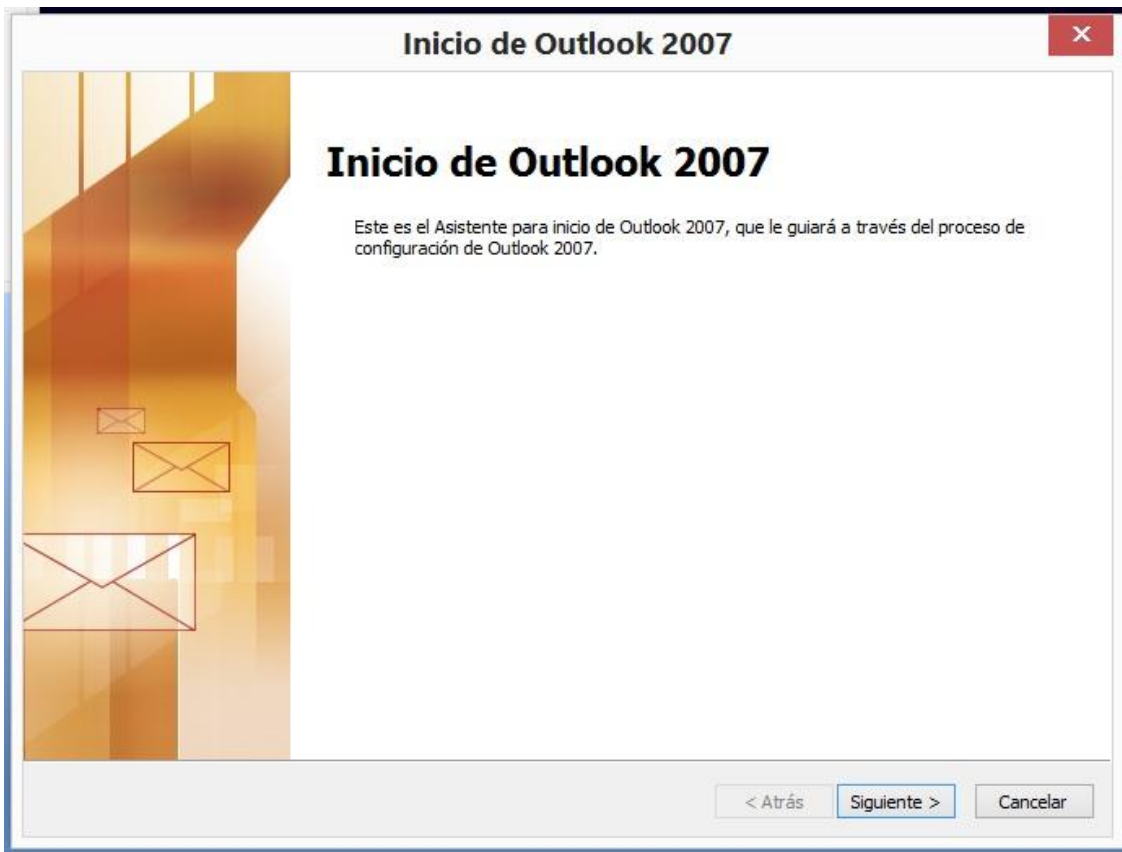 Inicio de Outlook 2007
Inicio de Outlook 2007
Este es el Asistente para inicio de Outlook 2007, que le guiará a través del proceso de
configuración de Outlook 2007.
< Atrás Siguiente > Cancelar